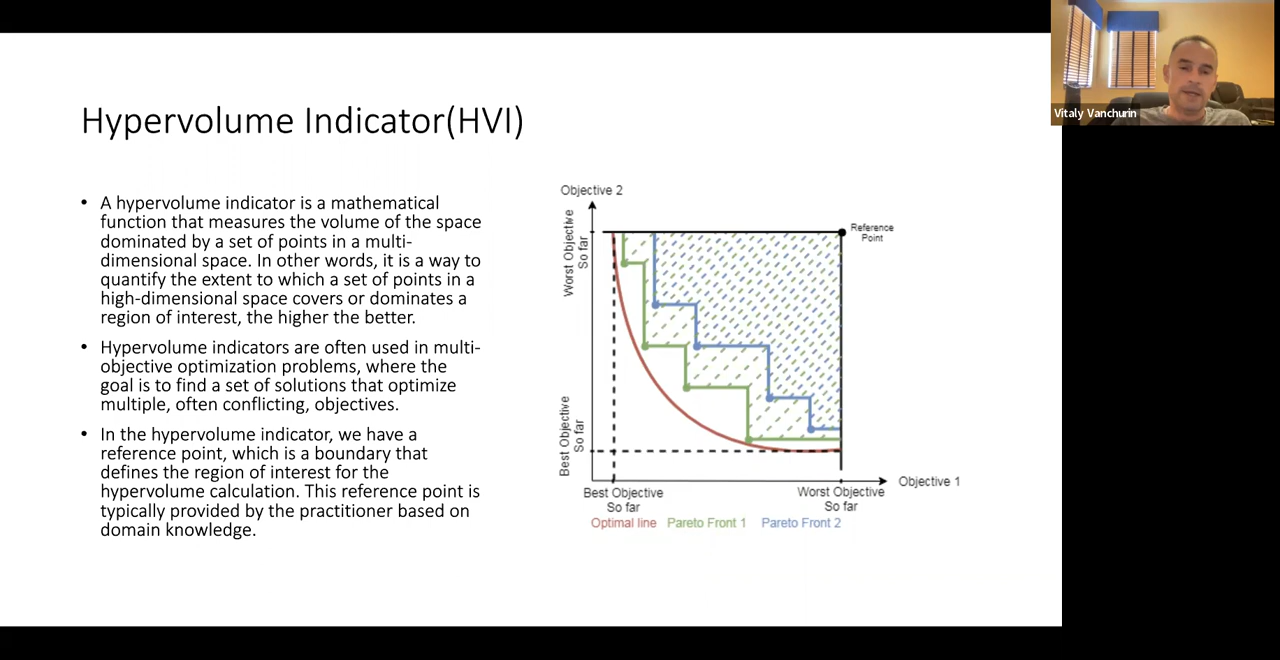 Vitaly Vanchurin
Hypervolume Indicator(HVI)
• A hypervolume indicator is a mathematical
function that measures the volume of the space
dominated by a set of points in a multi-
dimensional space. In other words, it is a way to
quantify the extent to which a set of points in a
high-dimensional space covers or dominates a
region of interest, the higher the better.
• Hypervolume indicators are often used in multi-
objective optimization problems, where the
goal is to find a set of solutions that optimize
multiple, often conflicting, objectives.
• In the hypervolume indicator, we have a
reference point, which is a boundary that
defines the region of interest for the
hypervolume calculation. This reference point is
typically provided by the practitioner based on
domain knowledge.
Objective 2
Worst Objective
So far
Reference
Point
Best Objective
So far
Objective 1
Best Objective
So far
Worst Objective
So far
Optimal line
Pareto Front 1
Pareto Front 2